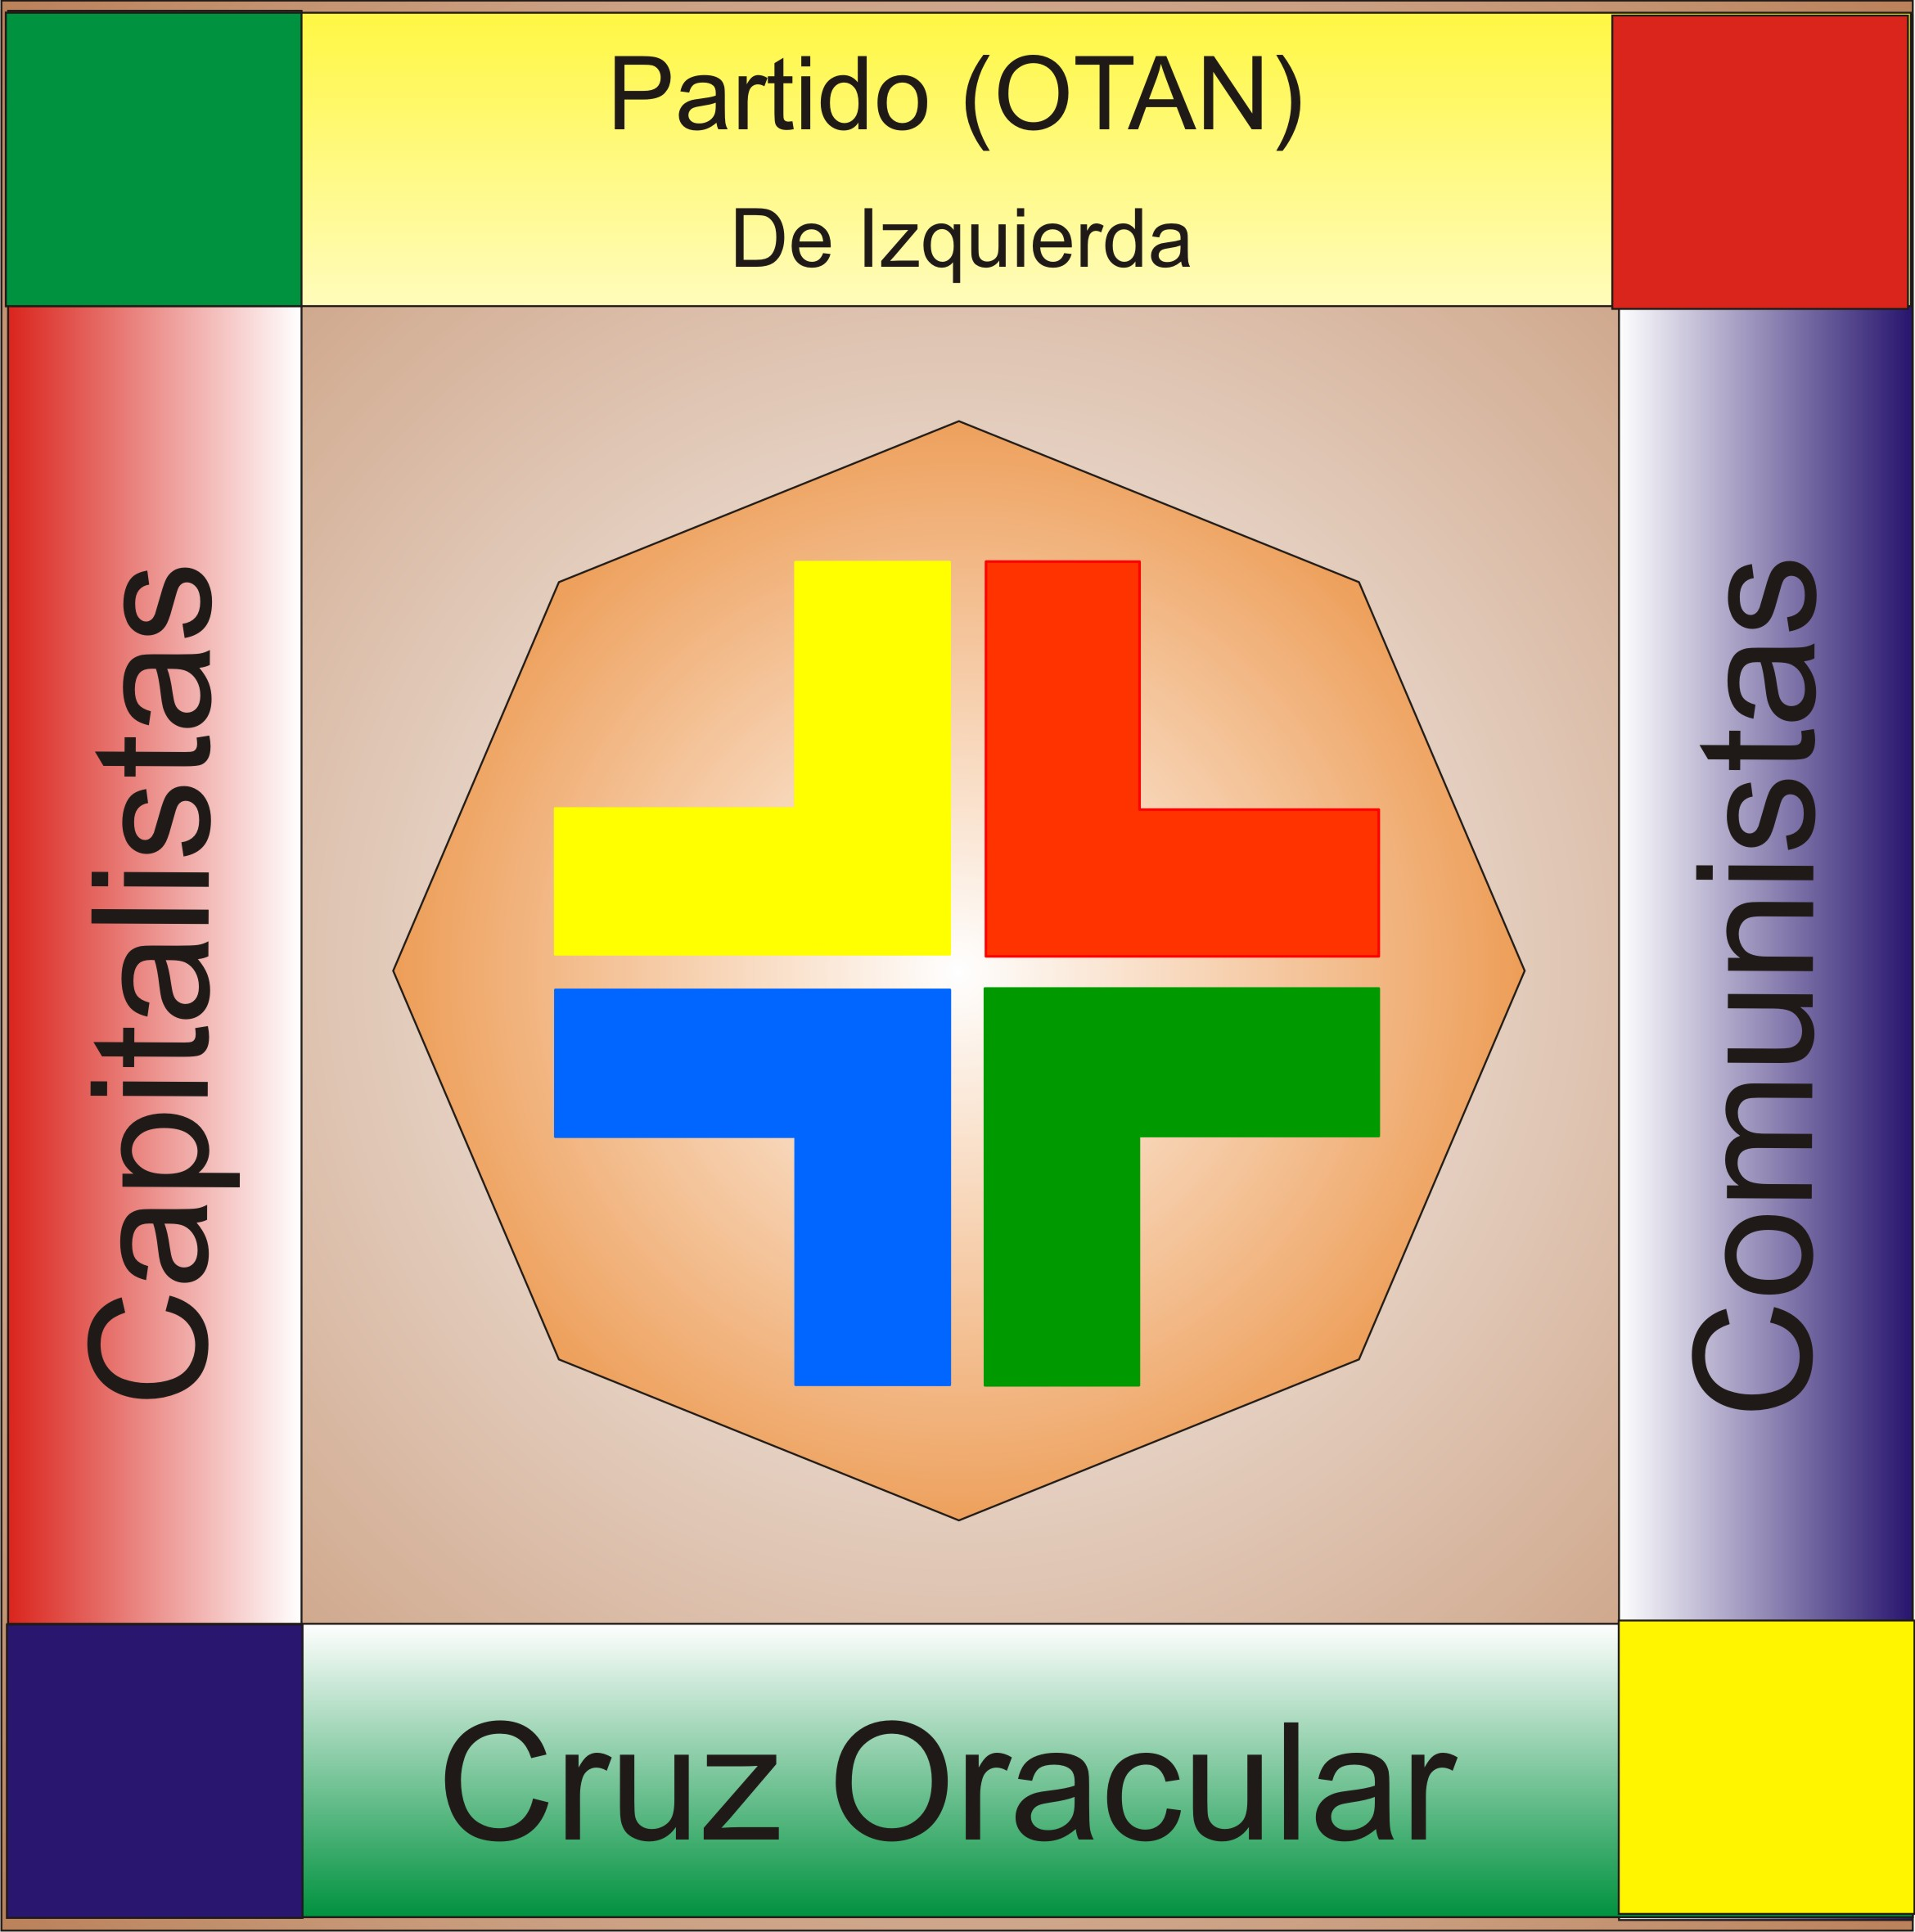 Partido (OTAN)
De Izquierda
Capitalistas
Comunistas
Cruz Oracular